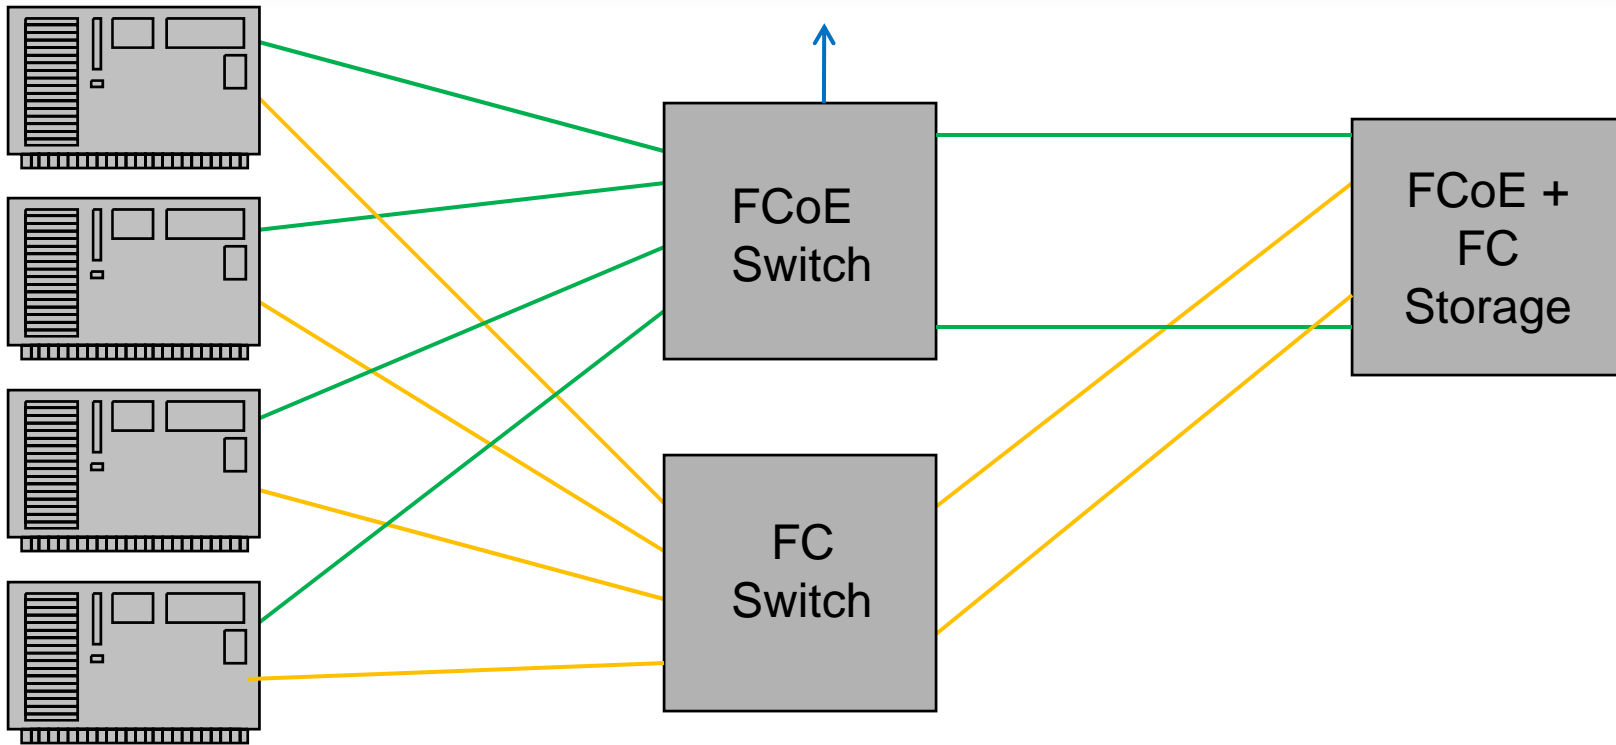 FCoE
Switch
FCoE +
FC
Storage
FC
Switch